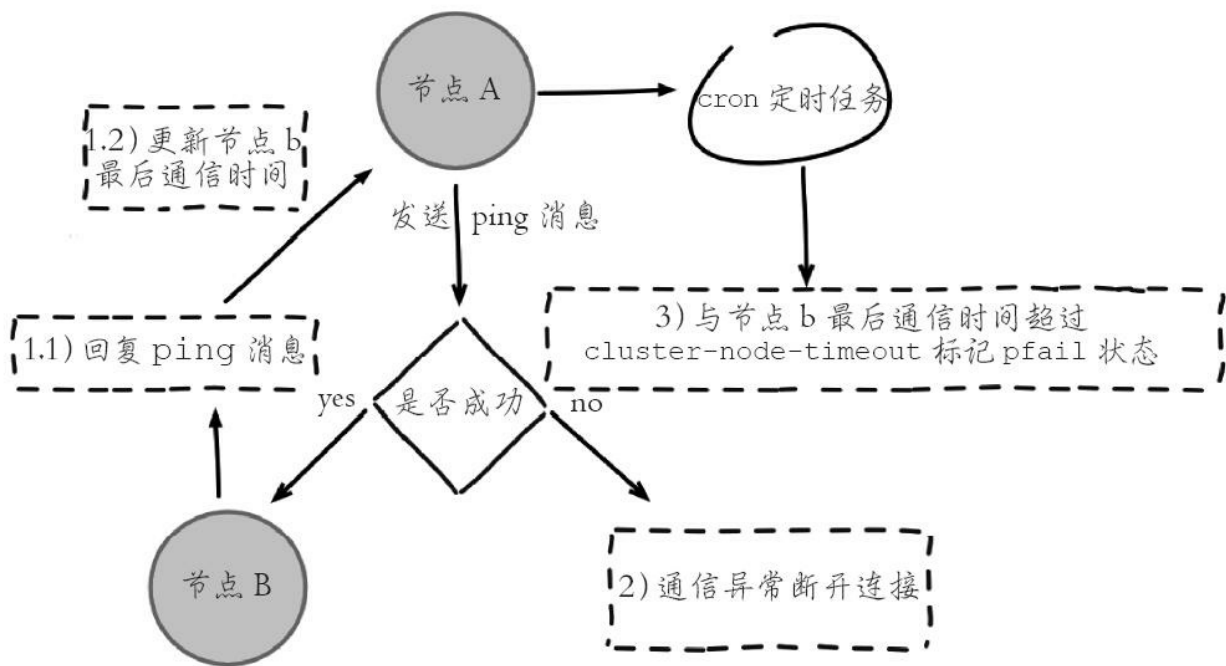 节点 A
cron 定时任务
1.2) 更新节点 b
最后通信时间
发送 ping 消息
3) 与节点 b 最后通信时间超过
cluster-node-timeout 标记 pfail 状态
1.1) 回复 ping 消息
yes
是否成功
no
节点 B
2) 通信异常断开连接